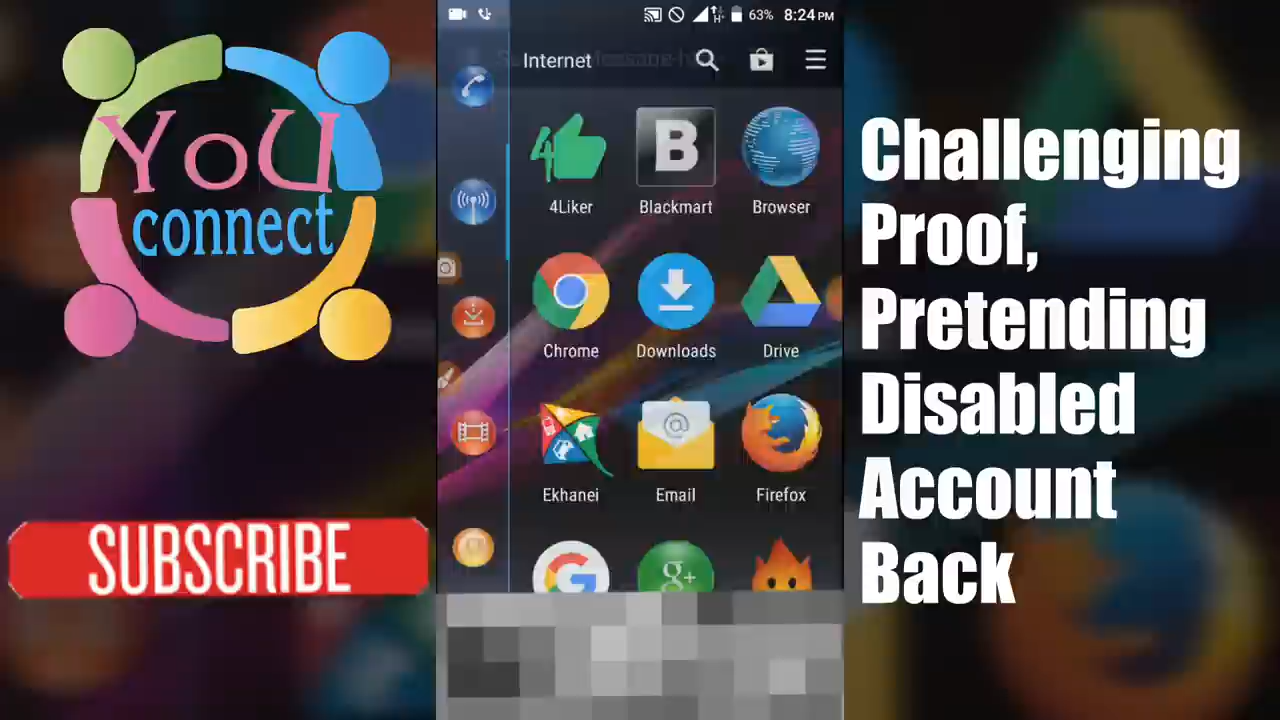 YoU
connect
SUBSCRIBE
63% 8:24 PM
Internet
4Liker Blackmart Browser
Chrome Downloads Drive
Ekhanei Email Firefox
Challenging
Proof,
Pretending
Disabled
Account
Back